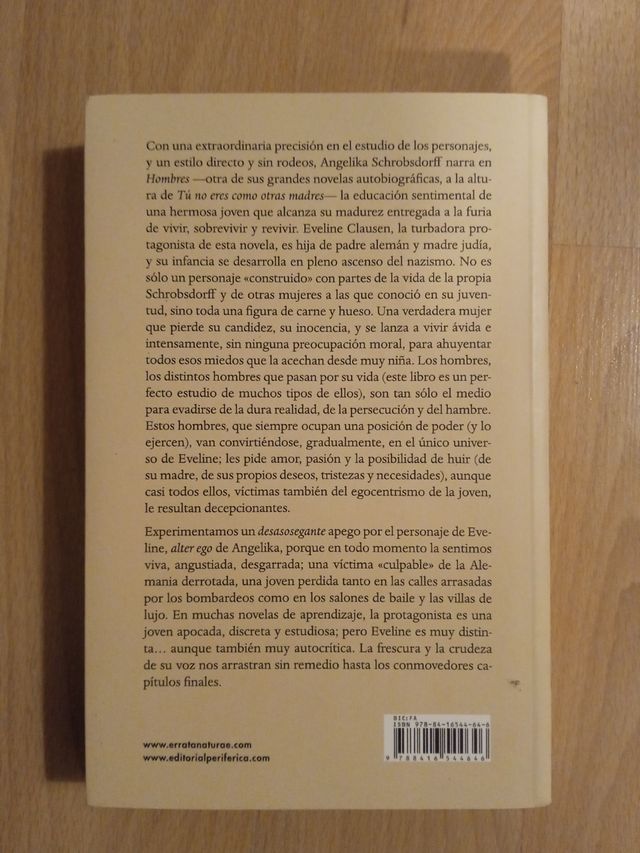 Con una extraordinaria precisión en el estudio de los personajes,
y un estilo directo y sin rodeos, Angelika Schrobsdorff narra en
Hombres —otra de sus grandes novelas autobiográficas, a la altu-
ra de Tú no eres como otras madres— la educación sentimental de
una hermosa joven que alcanza su madurez entregada a la furia
de vivir, sobrevivir y revivir. Eveline Clausen, la turbadora pro-
tagonista de esta novela, es hija de padre alemán y madre judía,
y su infancia se desarrolla en pleno ascenso del nazismo. No es
sólo un personaje «construido» con partes de la vida de la propia
Schrobsdorff y de otras mujeres a las que conoció en su juven-
tud, sino toda una figura de carne y hueso. Una verdadera mujer
que pierde su candidez, su inocencia, y se lanza a vivir ávida e
intensamente, sin ninguna preocupación moral, para ahuyentar
todos esos miedos que la acechan desde muy niña. Los hombres,
los distintos hombres que pasan por su vida (este libro es un per-
fecto estudio de muchos tipos de ellos), son tan sólo el medio
para evadirse de la dura realidad, de la persecución y del hambre.
Estos hombres, que siempre ocupan una posición de poder (y lo
ejercen), van convirtiéndose, gradualmente, en el único univer-
so de Eveline; les pide amor, pasión y la posibilidad de huir (de
su madre, de sus propios deseos, tristezas y necesidades), aunque
casi todos ellos, víctimas también del egocentrismo de la joven,
le resultan decepcionantes.
Experimentamos un desasosegante apego por el personaje de Eve-
line, alter ego de Angelika, porque en todo momento la sentimos
viva, angustiada, desgarrada; una víctima «culpable» de la Ale-
mania derrotada, una joven perdida tanto en las calles arrasadas
por los bombardeos como en los salones de baile y las villas de
lujo. En muchas novelas de aprendizaje, la protagonista es una
joven apocada, discreta y estudiosa; pero Eveline es muy distin-
ta... aunque también muy autocrítica. La frescura y la crudeza
de su voz nos arrastran sin remedio hasta los conmovedores ca-
pítulos finales.
www.erratanaturae.com
www.editorialperiferica.com
BIC:FA
ISBN 978-84-16544-64-6
9 788416 544646